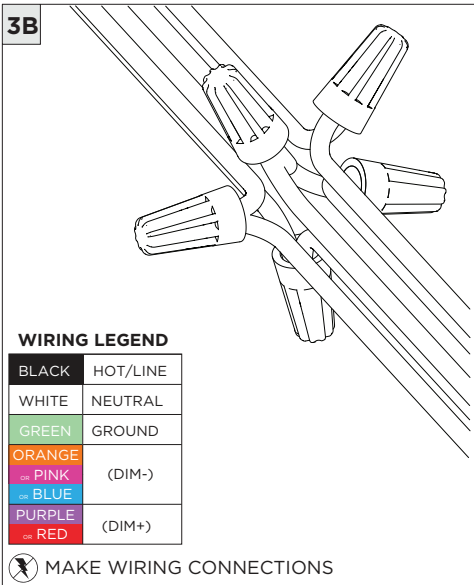 3B
WIRING LEGEND
BLACK HOT/LINE
WHITE NEUTRAL
GREEN GROUND
ORANGE
OR PINK (DIM-)
OR BLUE
PURPLE
OR RED (DIM+)
MAKE WIRING CONNECTIONS